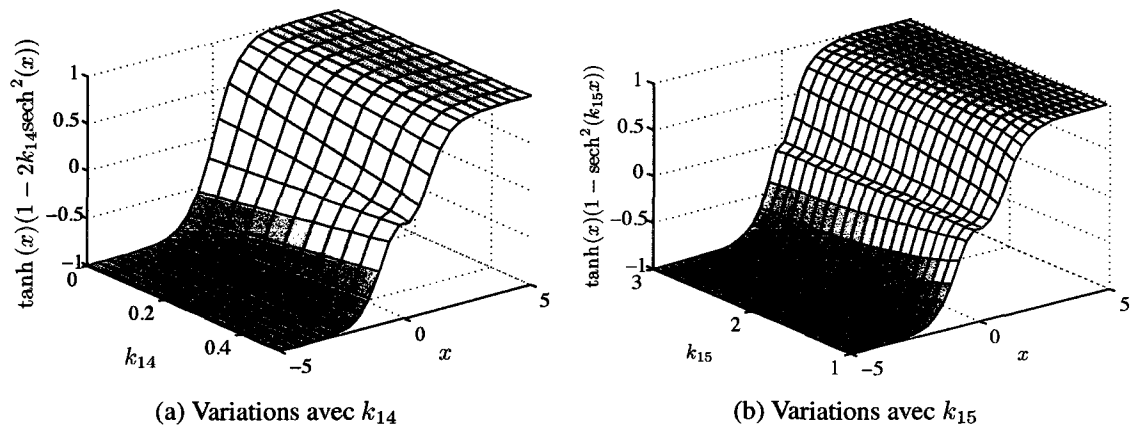 tanh (x)(1 − 2k₁₄sech²(x))
1
0.5
0
−0.5
−1
0
0.2
0.4
k₁₄
−5
0
5
x
(a) Variations avec k₁₄
tanh (x)(1 − sech²(k₁₅x))
1
0.5
0
−0.5
−1
3
2
1
k₁₅
−5
0
5
x
(b) Variations avec k₁₅